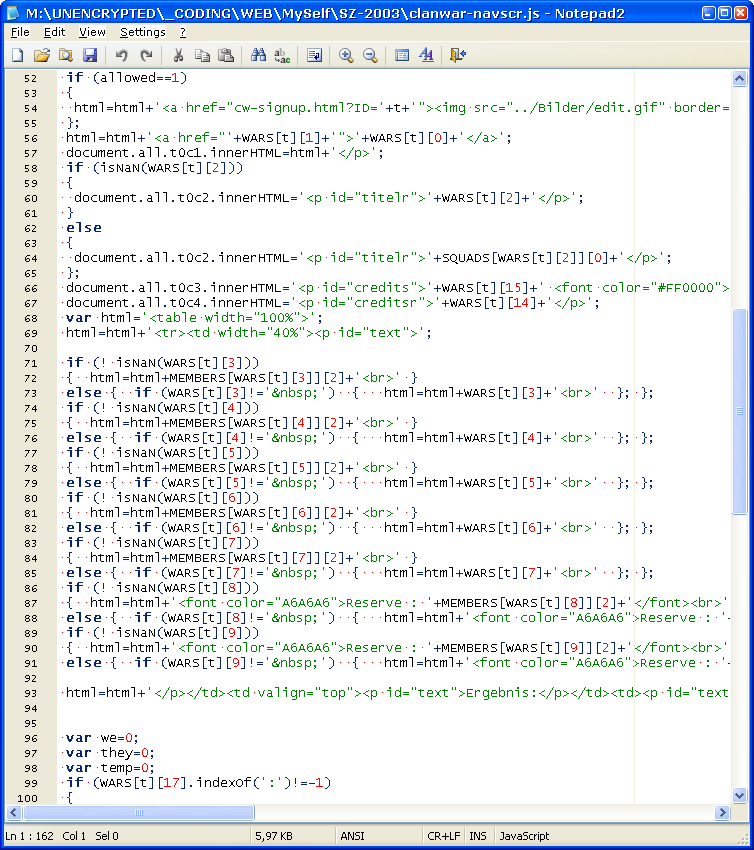 M:\UNENCRYPTED\_CODING\WEB\MySelf\SZ-2003\clanwar-navscr.js - Notepad2
File Edit View Settings ?
52 if (allowed==1)
53 {
54 html=html+'<a href="cw-signup.html?ID='+t+'"><img src="../Bilder/edit.gif" border=
55 };
56 html=html+'<a href="'+WARS[t][1]+'">'+WARS[t][0]+'</a>';
57 document.all.t0c1.innerHTML=html+'</p>';
58 if (isNaN(WARS[t][2]))
59 {
60 document.all.t0c2.innerHTML='<p id="titelr">'+WARS[t][2]+'</p>';
61 }
62 else
63 {
64 document.all.t0c2.innerHTML='<p id="titelr">'+SQUADS[WARS[t][2]][0]+'</p>';
65 };
66 document.all.t0c3.innerHTML='<p id="credits">'+WARS[t][15]+' <font color="#FF0000">
67 document.all.t0c4.innerHTML='<p id="creditsr">'+WARS[t][14]+'</p>';
68 var html='<table width="100%">';
69 html=html+'<tr><td width="40%"><p id="text">';
70
71 if (! isNaN(WARS[t][3]))
72 { html=html+MEMBERS[WARS[t][3]][2]+'<br>' }
73 else { if (WARS[t][3]!='&nbsp;') { html=html+WARS[t][3]+'<br>' }; };
74 if (! isNaN(WARS[t][4]))
75 { html=html+MEMBERS[WARS[t][4]][2]+'<br>' }
76 else { if (WARS[t][4]!='&nbsp;') { html=html+WARS[t][4]+'<br>' }; };
77 if (! isNaN(WARS[t][5]))
78 { html=html+MEMBERS[WARS[t][5]][2]+'<br>' }
79 else { if (WARS[t][5]!='&nbsp;') { html=html+WARS[t][5]+'<br>' }; };
80 if (! isNaN(WARS[t][6]))
81 { html=html+MEMBERS[WARS[t][6]][2]+'<br>' }
82 else { if (WARS[t][6]!='&nbsp;') { html=html+WARS[t][6]+'<br>' }; };
83 if (! isNaN(WARS[t][7]))
84 { html=html+MEMBERS[WARS[t][7]][2]+'<br>' }
85 else { if (WARS[t][7]!='&nbsp;') { html=html+WARS[t][7]+'<br>' }; };
86 if (! isNaN(WARS[t][8]))
87 { html=html+'<font color="A6A6A6">Reserve : '+MEMBERS[WARS[t][8]][2]+'</font><br>'
88 else { if (WARS[t][8]!='&nbsp;') { html=html+'<font color="A6A6A6">Reserve : '
89 if (! isNaN(WARS[t][9]))
90 { html=html+'<font color="A6A6A6">Reserve : '+MEMBERS[WARS[t][9]][2]+'</font><br>'
91 else { if (WARS[t][9]!='&nbsp;') { html=html+'<font color="A6A6A6">Reserve : '
92
93 html=html+'</p></td><td valign="top"><p id="text">Ergebnis:</p></td><td><p id="text
94
95
96 var we=0;
97 var they=0;
98 var temp=0;
99 if (WARS[t][17].indexOf(':')!=-1)
100 {
Ln 1 : 162 Col 1 Sel 0 5,97 KB ANSI CR+LF INS JavaScript